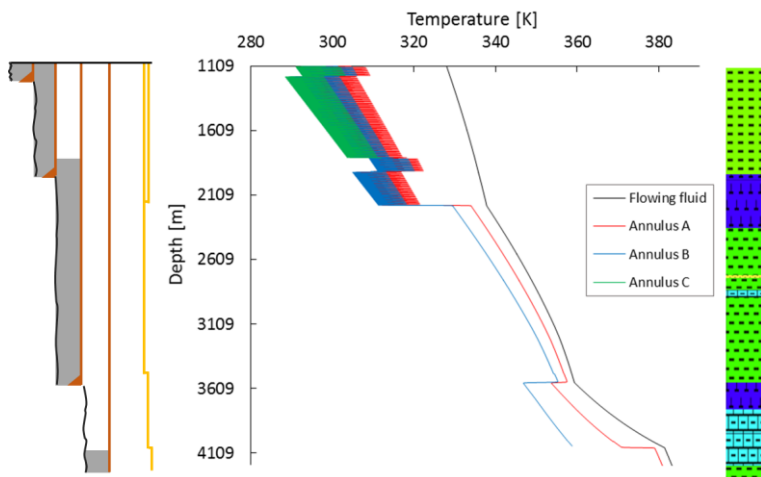 Temperature [K]
280 300 320 340 360 380
1109
1609
2109
2609
3109
3609
4109
Depth [m]
Flowing fluid
Annulus A
Annulus B
Annulus C